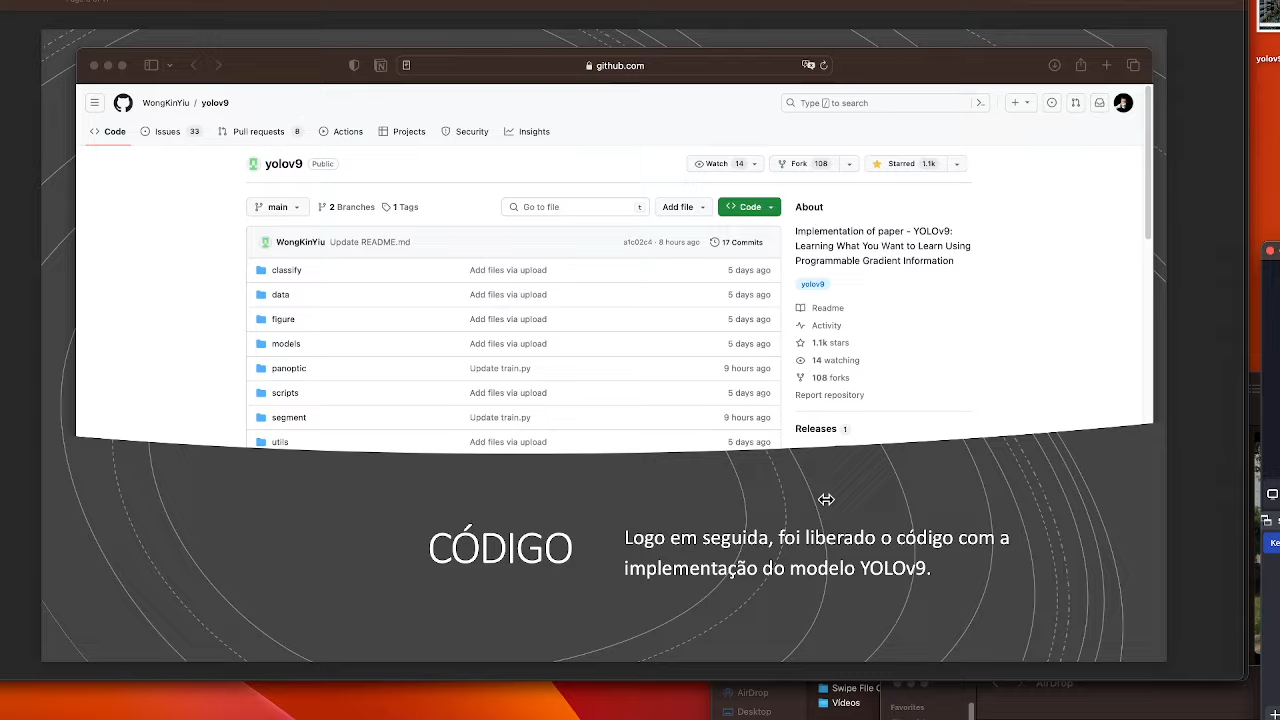 github.com
WongKinYiu / yolov9
Type / to search
Code
Issues 33
Pull requests 8
Actions
Projects
Security
Insights
yolov9 Public
Watch 14
Fork 108
Starred 1.1k
main
2 Branches
1 Tags
Go to file
t
Add file
Code
About
Implementation of paper - YOLOv9:
Learning What You Want to Learn Using
Programmable Gradient Information
yolov9
WongKinYiu Update README.md a1c02c4 · 8 hours ago 17 Commits
classify Add files via upload 5 days ago
data Add files via upload 5 days ago
figure Add files via upload 5 days ago
models Add files via upload 5 days ago
panoptic Update train.py 9 hours ago
scripts Add files via upload 5 days ago
segment Update train.py 9 hours ago
utils Add files via upload 5 days ago
Readme
Activity
1.1k stars
14 watching
108 forks
Report repository
Releases 1
CÓDIGO
Logo em seguida, foi liberado o código com a
implementação do modelo YOLOv9.
AirDrop
Desktop
Swipe File
Vídeos
Favorites
AirDrop